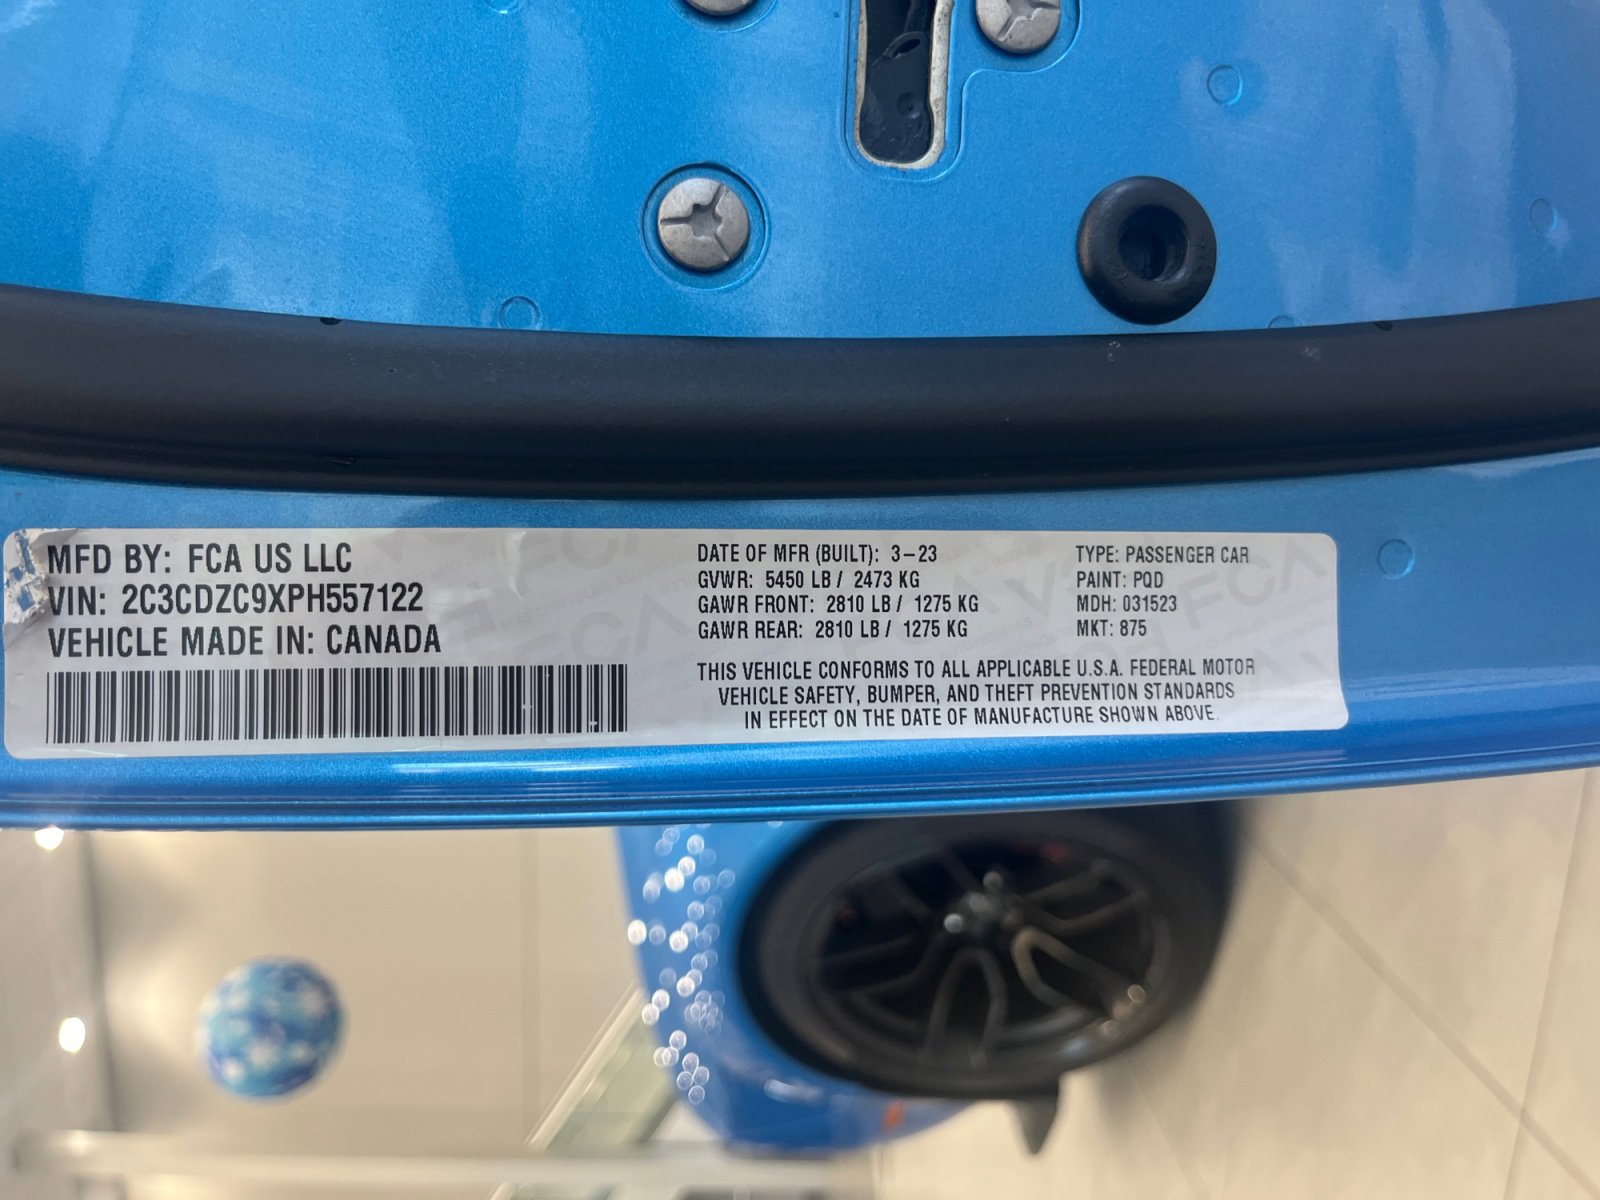 MFD BY: FCA US LLC
VIN: 2C3CDZC9XPH557122
VEHICLE MADE IN: CANADA
DATE OF MFR (BUILT): 3-23
GVWR: 5450 LB / 2473 KG
GAWR FRONT: 2810 LB / 1275 KG
GAWR REAR: 2810 LB / 1275 KG
TYPE: PASSENGER CAR
PAINT: PQD
MDH: 031523
MKT: 875
THIS VEHICLE CONFORMS TO ALL APPLICABLE U.S.A. FEDERAL MOTOR
VEHICLE SAFETY, BUMPER, AND THEFT PREVENTION STANDARDS
IN EFFECT ON THE DATE OF MANUFACTURE SHOWN ABOVE.